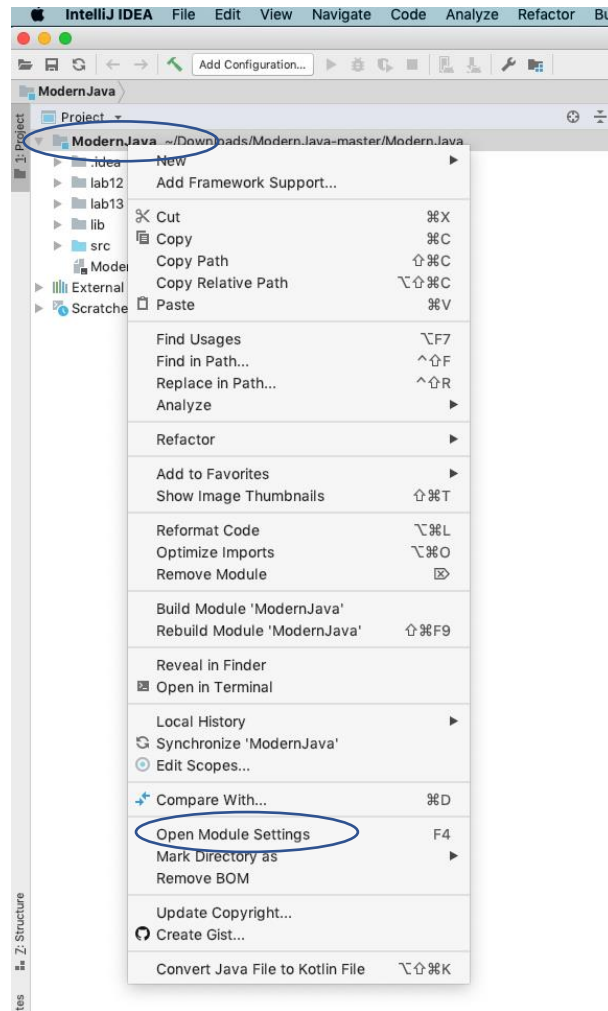 IntelliJ IDEA File Edit View Navigate Code Analyze Refactor Bu
Add Configuration...
ModernJava
1: Project
Project
ModernJava ~/Downloads/ModernJava-master/ModernJava
.idea
lab12
lab13
lib
src
Moder
External
Scratche
New
Add Framework Support...
Cut ⌘X
Copy ⌘C
Copy Path ⇧⌘C
Copy Relative Path ⌥⇧⌘C
Paste ⌘V
Find Usages ⌥F7
Find in Path... ^⇧F
Replace in Path... ^⇧R
Analyze
Refactor
Add to Favorites
Show Image Thumbnails ⇧⌘T
Reformat Code ⌥⌘L
Optimize Imports ⌥⌘O
Remove Module ⌦
Build Module 'ModernJava'
Rebuild Module 'ModernJava' ⇧⌘F9
Reveal in Finder
Open in Terminal
Local History
Synchronize 'ModernJava'
Edit Scopes...
Compare With... ⌘D
Open Module Settings F4
Mark Directory as
Remove BOM
Update Copyright...
Create Gist...
Convert Java File to Kotlin File ⌥⇧⌘K
Z: Structure
tes